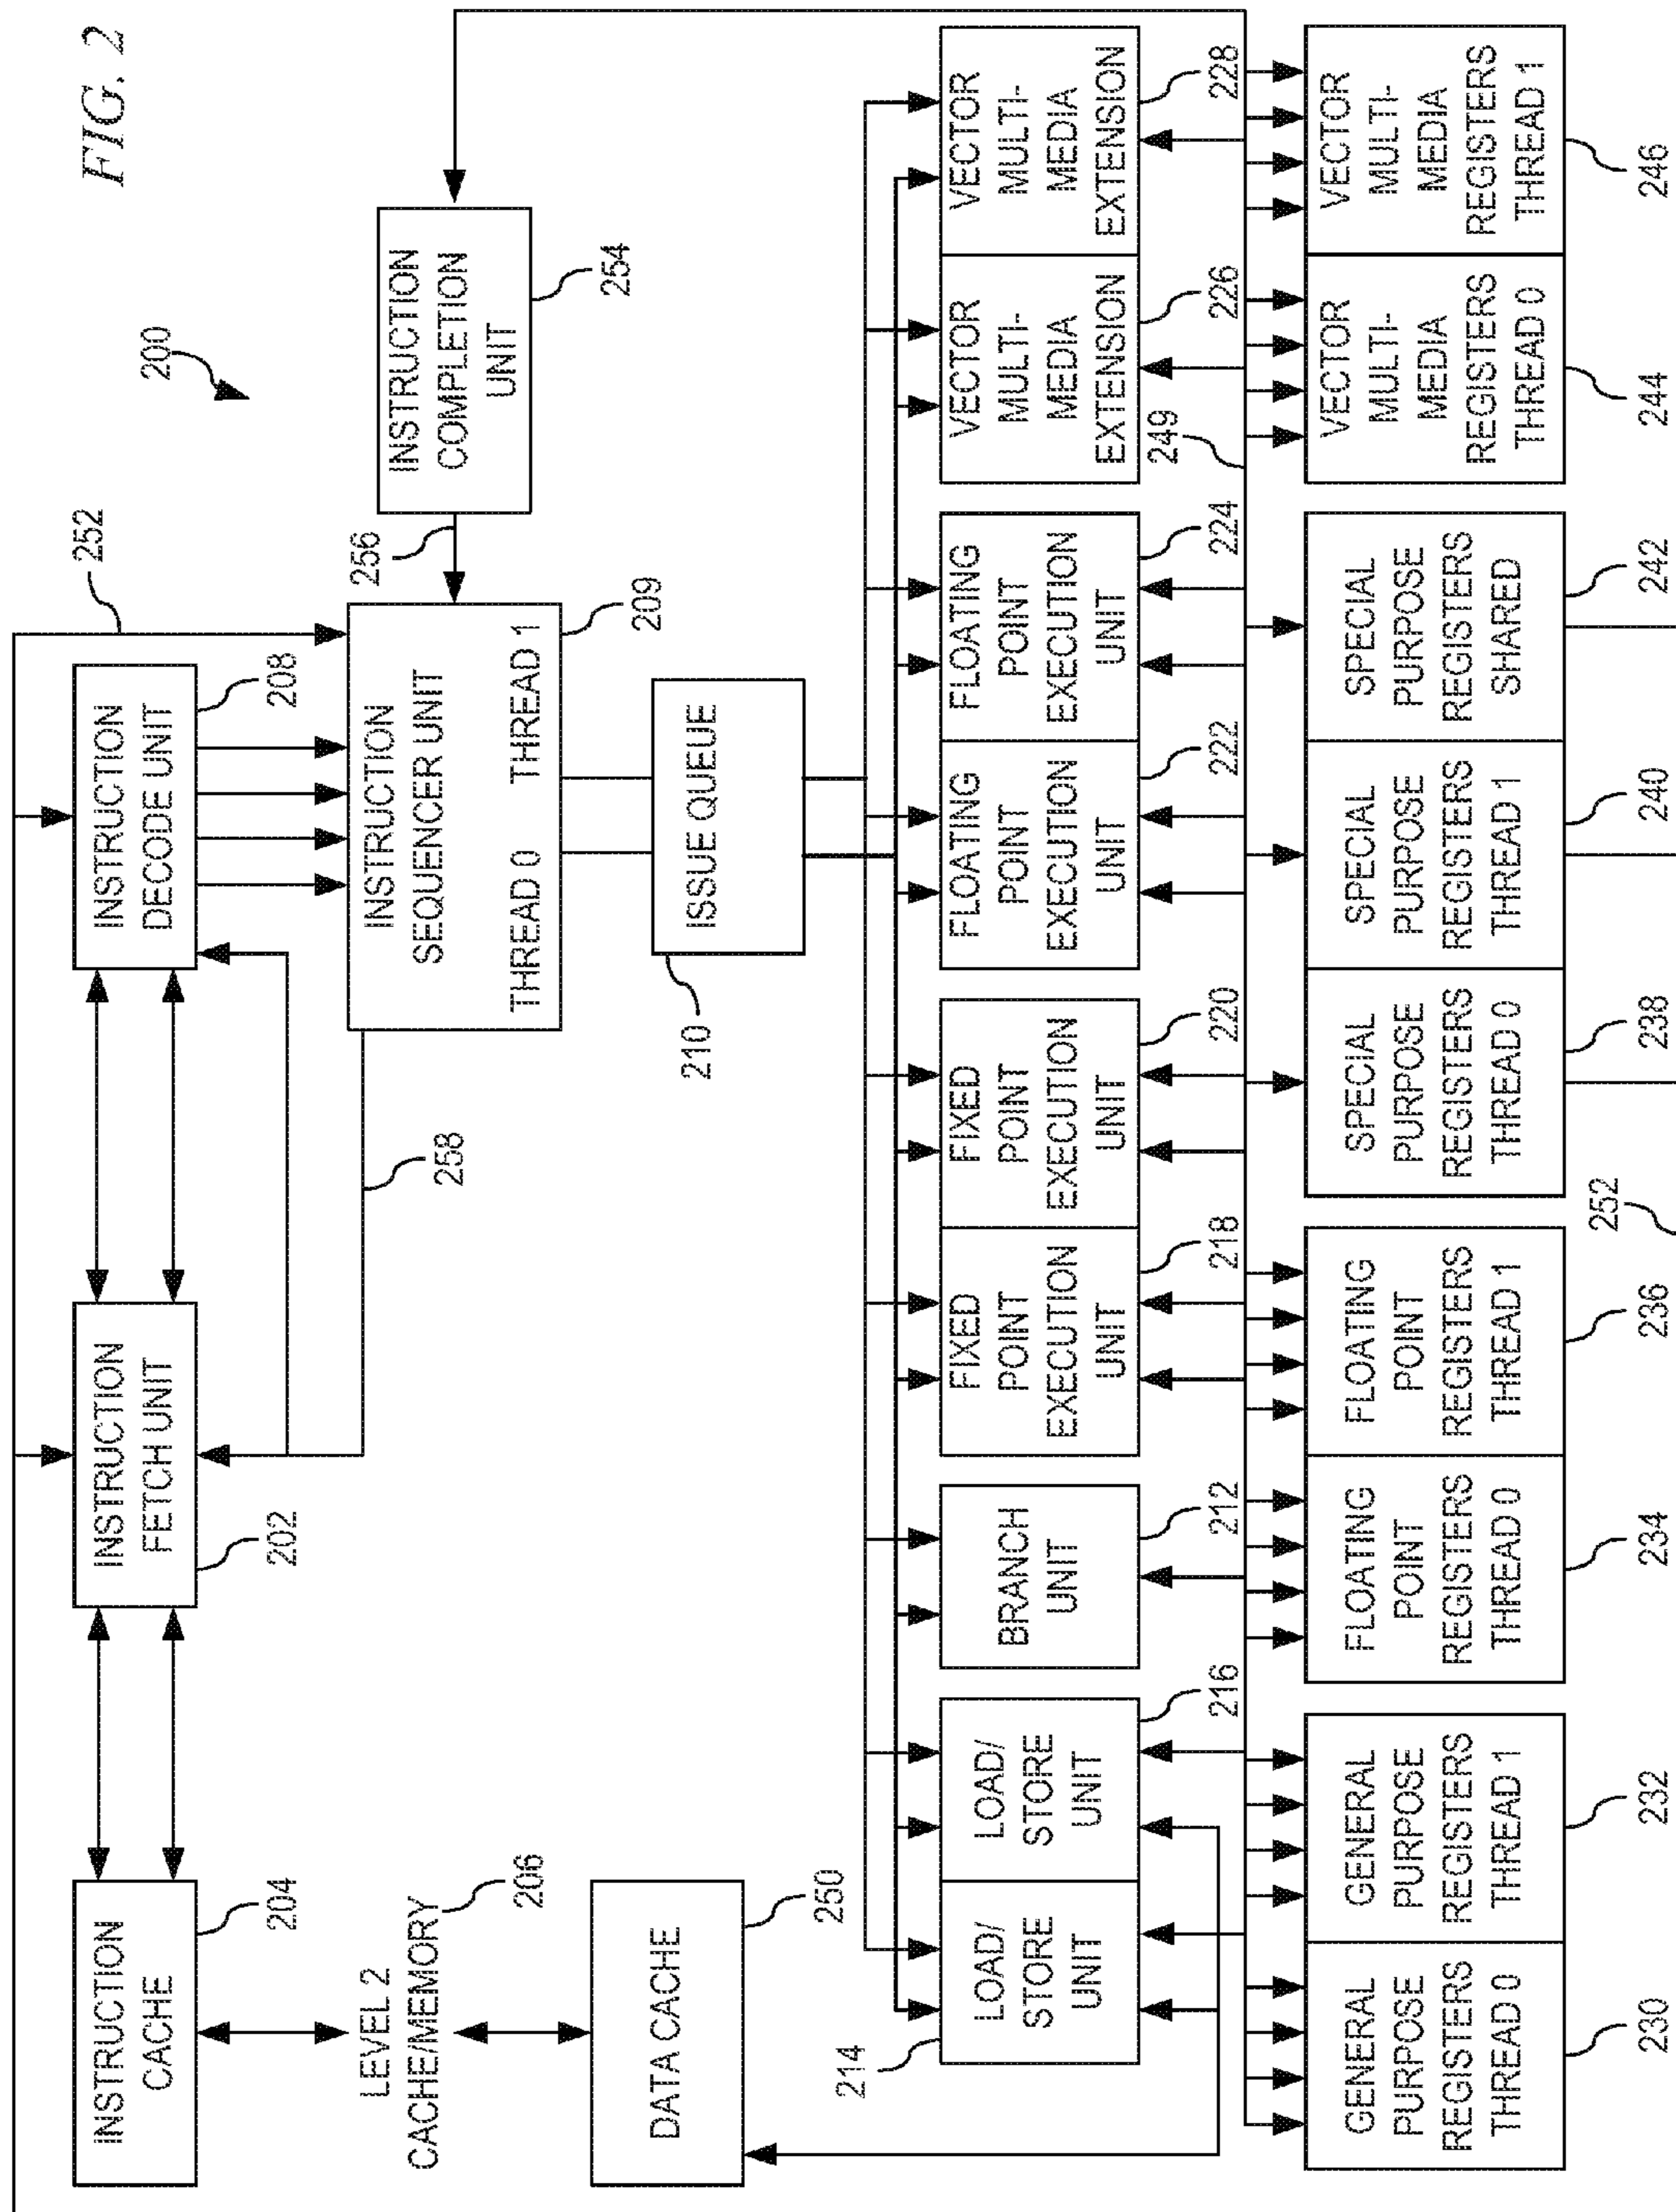 FIG. 2
200
252
INSTRUCTION
CACHE
204
INSTRUCTION
FETCH UNIT
202
INSTRUCTION
DECODE UNIT
208
LEVEL 2
CACHE/MEMORY
206
258
INSTRUCTION
SEQUENCER UNIT
THREAD 0 THREAD 1
209
256
INSTRUCTION
COMPLETION
UNIT
254
DATA CACHE
250
210
ISSUE QUEUE
214
LOAD/
STORE
UNIT
LOAD/
STORE
UNIT
216
BRANCH
UNIT
212
FIXED
POINT
EXECUTION
UNIT
218
FIXED
POINT
EXECUTION
UNIT
220
FLOATING
POINT
EXECUTION
UNIT
222
FLOATING
POINT
EXECUTION
UNIT
224
VECTOR
MULTI-
MEDIA
EXTENSION
226
VECTOR
MULTI-
MEDIA
EXTENSION
228
249
GENERAL
PURPOSE
REGISTERS
THREAD 0
230
GENERAL
PURPOSE
REGISTERS
THREAD 1
232
FLOATING
POINT
REGISTERS
THREAD 0
234
FLOATING
POINT
REGISTERS
THREAD 1
236
SPECIAL
PURPOSE
REGISTERS
THREAD 0
238
SPECIAL
PURPOSE
REGISTERS
THREAD 1
240
SPECIAL
PURPOSE
REGISTERS
SHARED
242
VECTOR
MULTI-
MEDIA
REGISTERS
THREAD 0
244
VECTOR
MULTI-
MEDIA
REGISTERS
THREAD 1
246
252